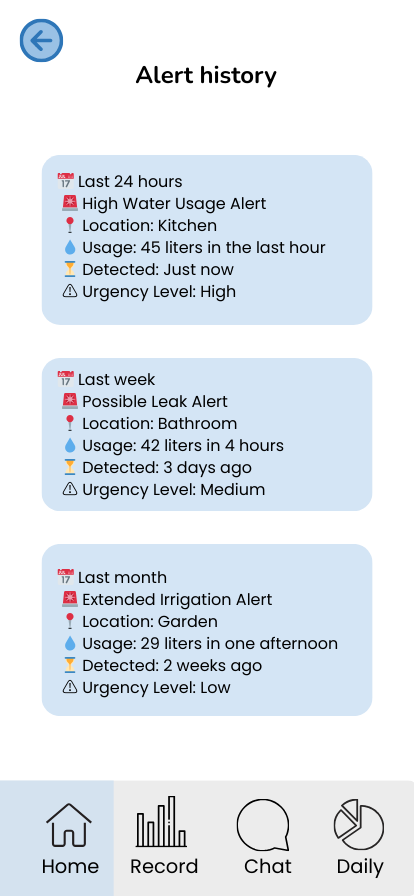 Alert history
📅 Last 24 hours
🚨 High Water Usage Alert
📍 Location: Kitchen
💧 Usage: 45 liters in the last hour
⏳ Detected: Just now
⚠ Urgency Level: High
📅 Last week
🚨 Possible Leak Alert
📍 Location: Bathroom
💧 Usage: 42 liters in 4 hours
⏳ Detected: 3 days ago
⚠ Urgency Level: Medium
📅 Last month
🚨 Extended Irrigation Alert
📍 Location: Garden
💧 Usage: 29 liters in one afternoon
⏳ Detected: 2 weeks ago
⚠ Urgency Level: Low
Home Record Chat Daily